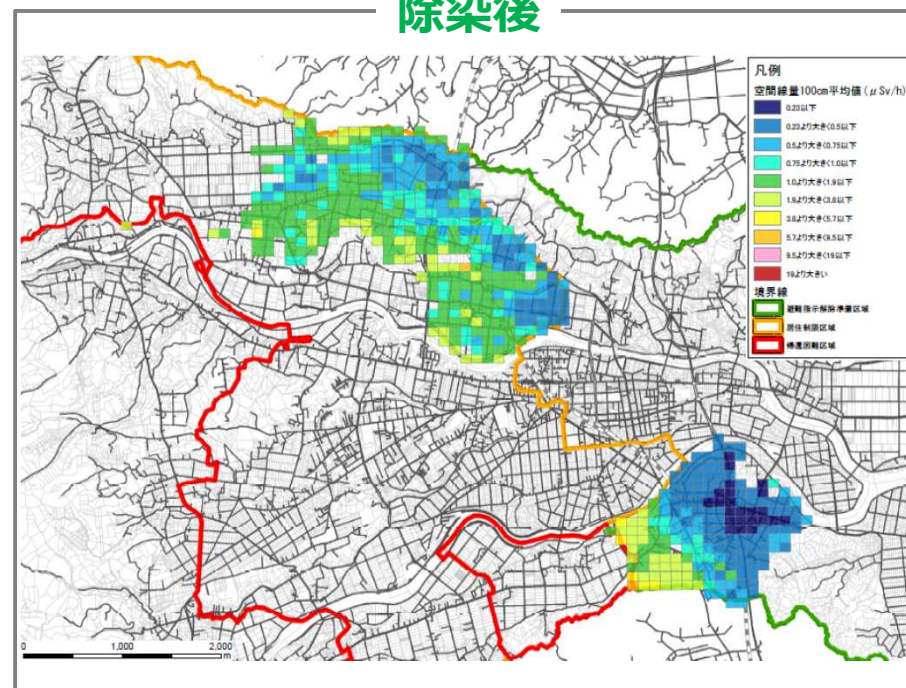 除染後
凡例
空間線量100cm平均値(μSv/h)
0.23以下
0.23より大きく0.5以下
0.5より大きく0.75以下
0.75より大きく1.0以下
1.0より大きく1.9以下
1.9より大きく3.8以下
3.8より大きく5.7以下
5.7より大きく9.5以下
9.5より大きく19以下
19より大きい
境界線
避難指示解除準備区域
居住制限区域
帰還困難区域
0 1,000 2,000
m